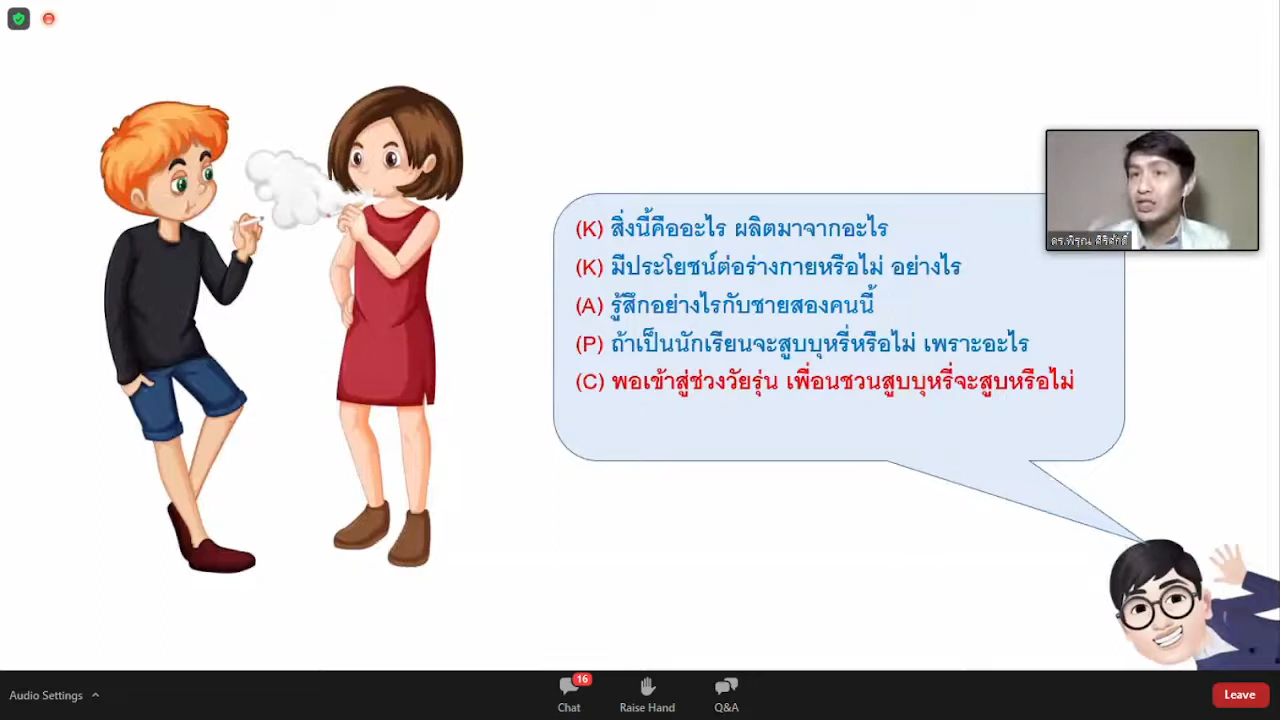 (K) สิ่งนี้คืออะไร ผลิตมาจากอะไร
(K) มีประโยชน์ต่อร่างกายหรือไม่ อย่างไร
(A) รู้สึกอย่างไรกับชายสองคนนี้
(P) ถ้าเป็นนักเรียนจะสูบบุหรี่หรือไม่ เพราะอะไร
(C) พอเข้าสู่ช่วงวัยรุ่น เพื่อนชวนสูบบุหรี่จะสูบหรือไม่
ดร.พิรุณ ศิริศักดิ์
Audio Settings
16
Chat
Raise Hand
Q&A
Leave